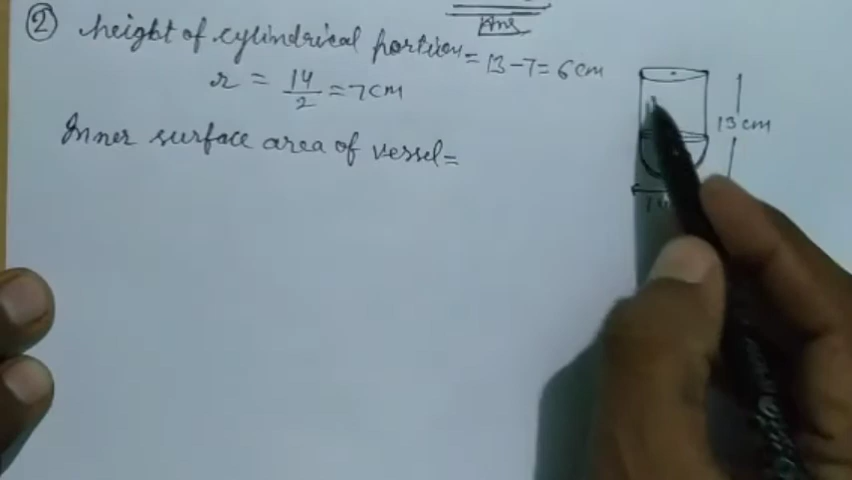 Ans
② height of cylindrical portion = 13 - 7 = 6 cm
r = 14/2 = 7 cm
13 cm
Inner surface area of vessel =